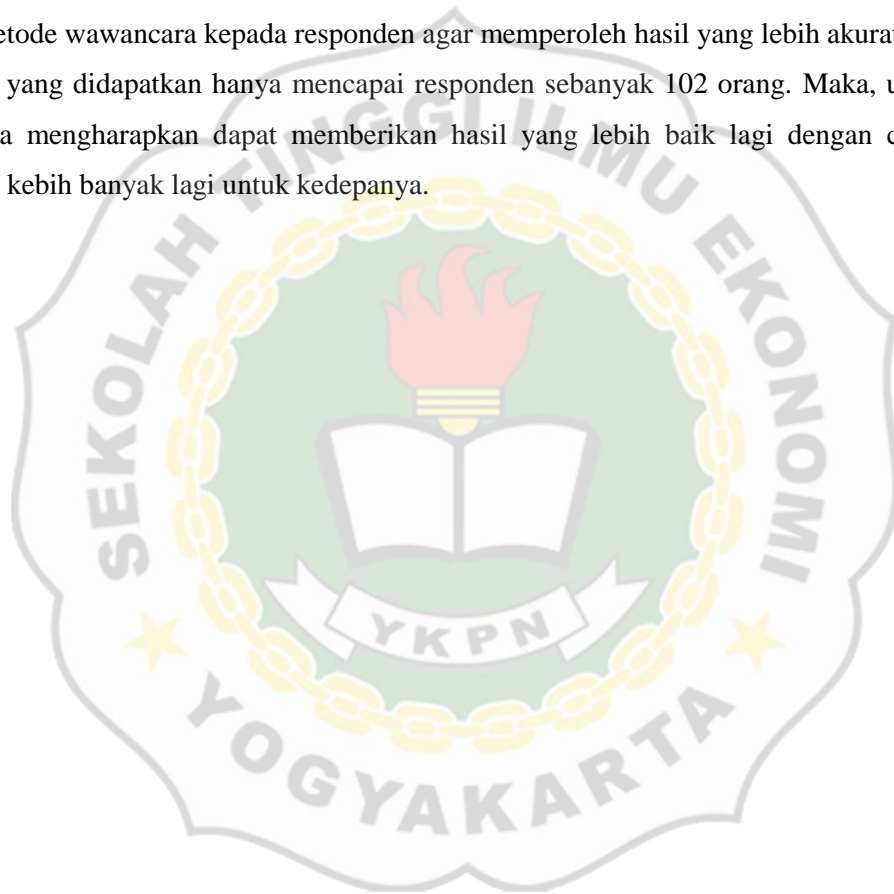 etode wawancara kepada responden agar memperoleh hasil yang lebih akurat
yang didapatkan hanya mencapai responden sebanyak 102 orang. Maka, u
a mengharapkan dapat memberikan hasil yang lebih baik lagi dengan c
kebih banyak lagi untuk kedepanya.
SEKOLAH TINGGI ILMU EKONOMI
YKPN
YOGYAKARTA